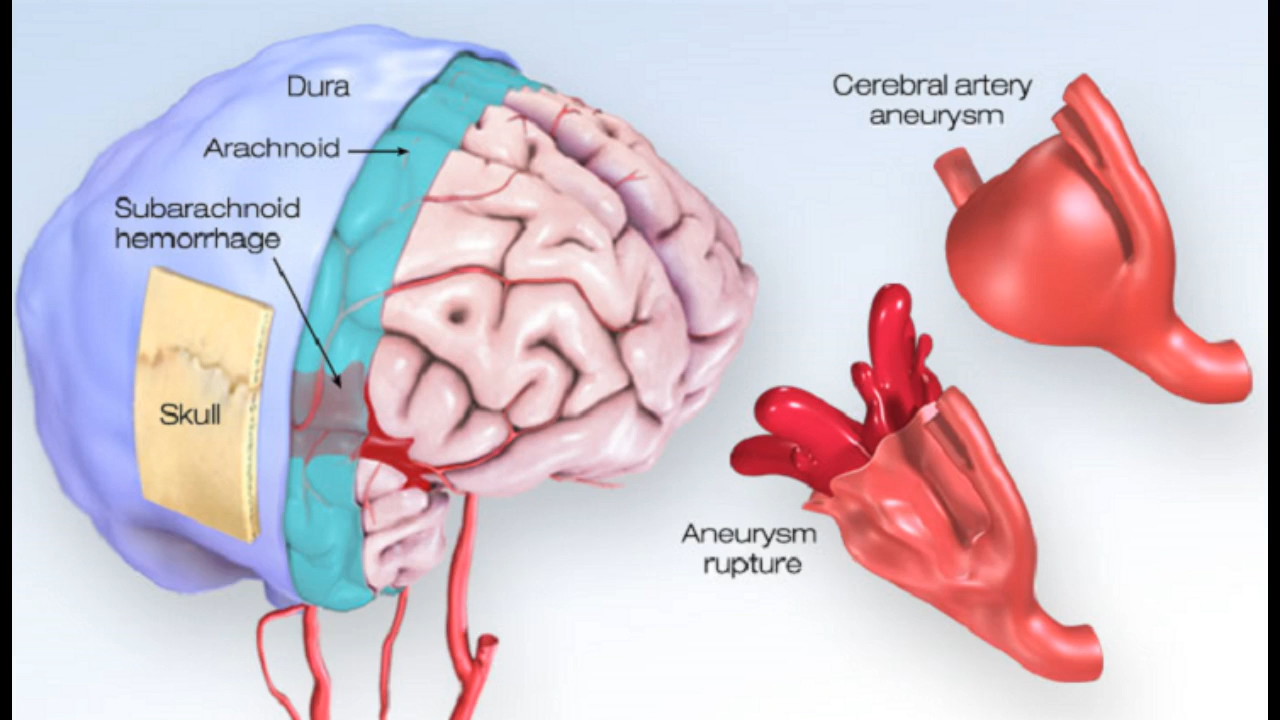 Dura
Arachnoid
Subarachnoid
hemorrhage
Skull
Cerebral artery
aneurysm
Aneurysm
rupture